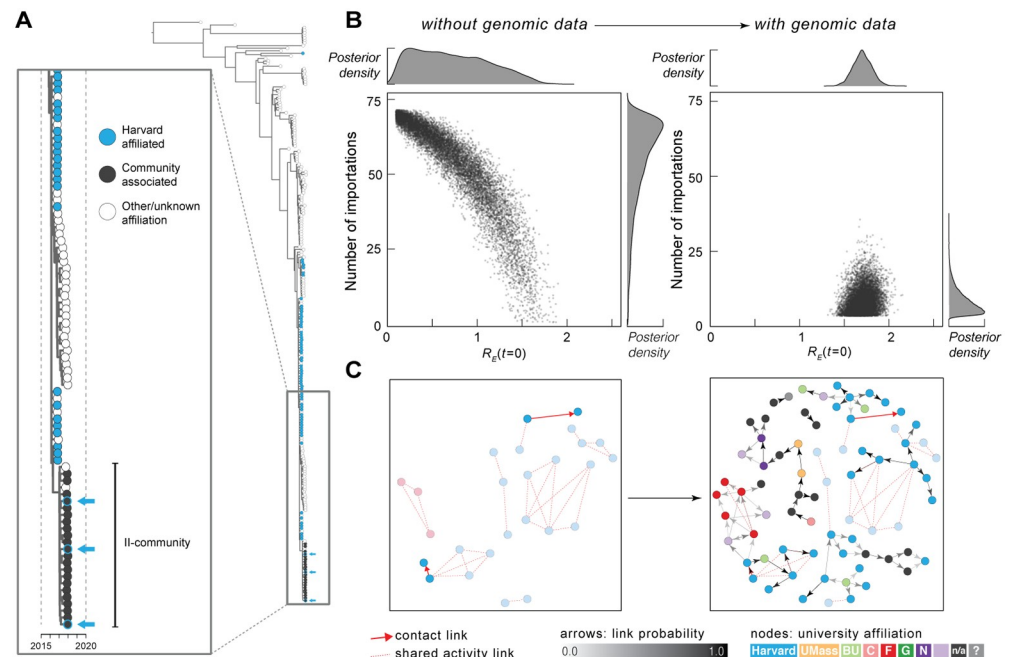 A
Harvard
affiliated
Community
associated
Other/unknown
affiliation
II-community
2015
2020
B
without genomic data
with genomic data
Posterior
density
Posterior
density
75
50
25
0
Number of importations
0
1
2
RE(t=0)
Posterior
density
75
50
25
0
Number of importations
0
1
2
RE(t=0)
Posterior
density
C
contact link
shared activity link
arrows: link probability
0.0
1.0
nodes: university affiliation
Harvard
UMass
BU
C
F
G
N
n/a
?